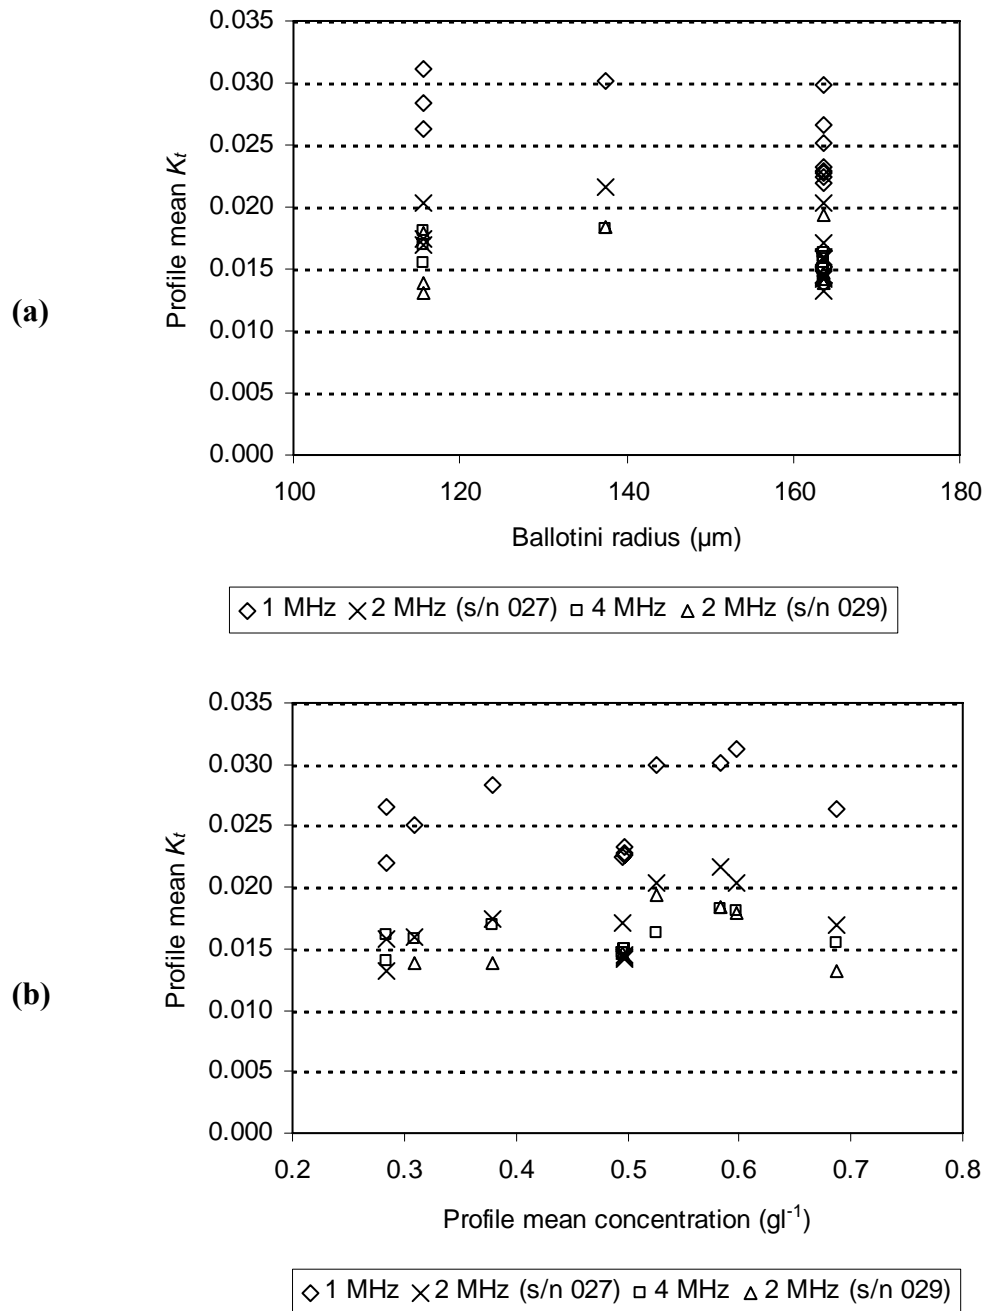 (a)
Profile mean Kt
0.035
0.030
0.025
0.020
0.015
0.010
0.005
0.000
100 120 140 160 180
Ballotini radius (µm)
1 MHz 2 MHz (s/n 027) 4 MHz 2 MHz (s/n 029)
(b)
Profile mean Kt
0.035
0.030
0.025
0.020
0.015
0.010
0.005
0.000
0.2 0.3 0.4 0.5 0.6 0.7 0.8
Profile mean concentration (gl⁻¹)
1 MHz 2 MHz (s/n 027) 4 MHz 2 MHz (s/n 029)